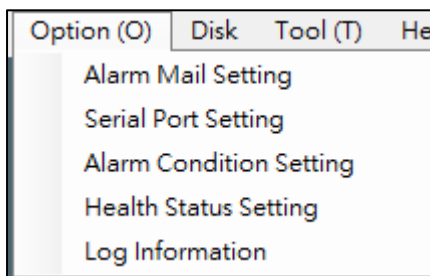 Option (O) Disk Tool (T) He
Alarm Mail Setting
Serial Port Setting
Alarm Condition Setting
Health Status Setting
Log Information